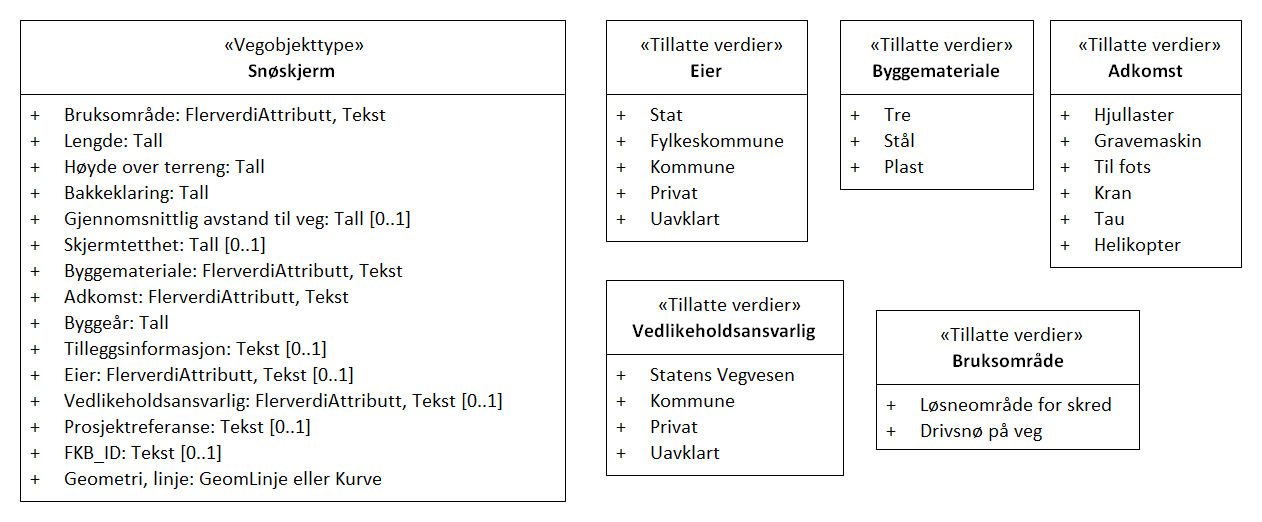 «Vegobjekttype»
Snøskjerm
+ Bruksområde: FlerverdiAttributt, Tekst
+ Lengde: Tall
+ Høyde over terreng: Tall
+ Bakkeklaring: Tall
+ Gjennomsnittlig avstand til veg: Tall [0..1]
+ Skjermtetthet: Tall [0..1]
+ Byggemateriale: FlerverdiAttributt, Tekst
+ Adkomst: FlerverdiAttributt, Tekst
+ Byggeår: Tall
+ Tilleggsinformasjon: Tekst [0..1]
+ Eier: FlerverdiAttributt, Tekst [0..1]
+ Vedlikeholdsansvarlig: FlerverdiAttributt, Tekst [0..1]
+ Prosjektreferanse: Tekst [0..1]
+ FKB_ID: Tekst [0..1]
+ Geometri, linje: GeomLinje eller Kurve
«Tillatte verdier»
Eier
+ Stat
+ Fylkeskommune
+ Kommune
+ Privat
+ Uavklart
«Tillatte verdier»
Byggemateriale
+ Tre
+ Stål
+ Plast
«Tillatte verdier»
Adkomst
+ Hjullaster
+ Gravemaskin
+ Til fots
+ Kran
+ Tau
+ Helikopter
«Tillatte verdier»
Vedlikeholdsansvarlig
+ Statens Vegvesen
+ Kommune
+ Privat
+ Uavklart
«Tillatte verdier»
Bruksområde
+ Løsneområde for skred
+ Drivsnø på veg